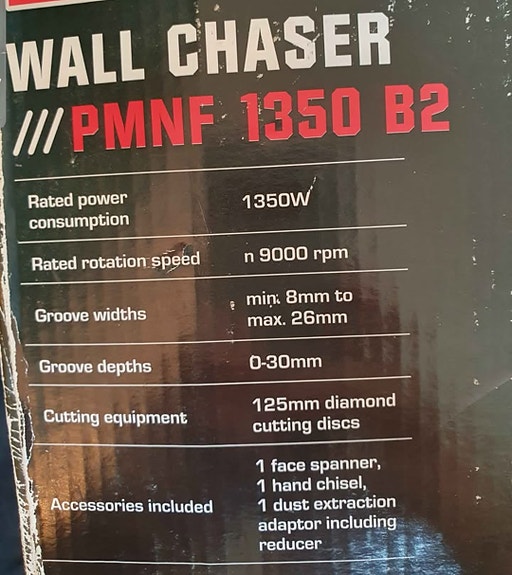 WALL CHASER
///PMNF 1350 B2
Rated power consumption 1350W
Rated rotation speed n 9000 rpm
Groove widths min. 8mm to max. 26mm
Groove depths 0-30mm
Cutting equipment 125mm diamond cutting discs
Accessories included 1 face spanner,
1 hand chisel,
1 dust extraction
adaptor including
reducer